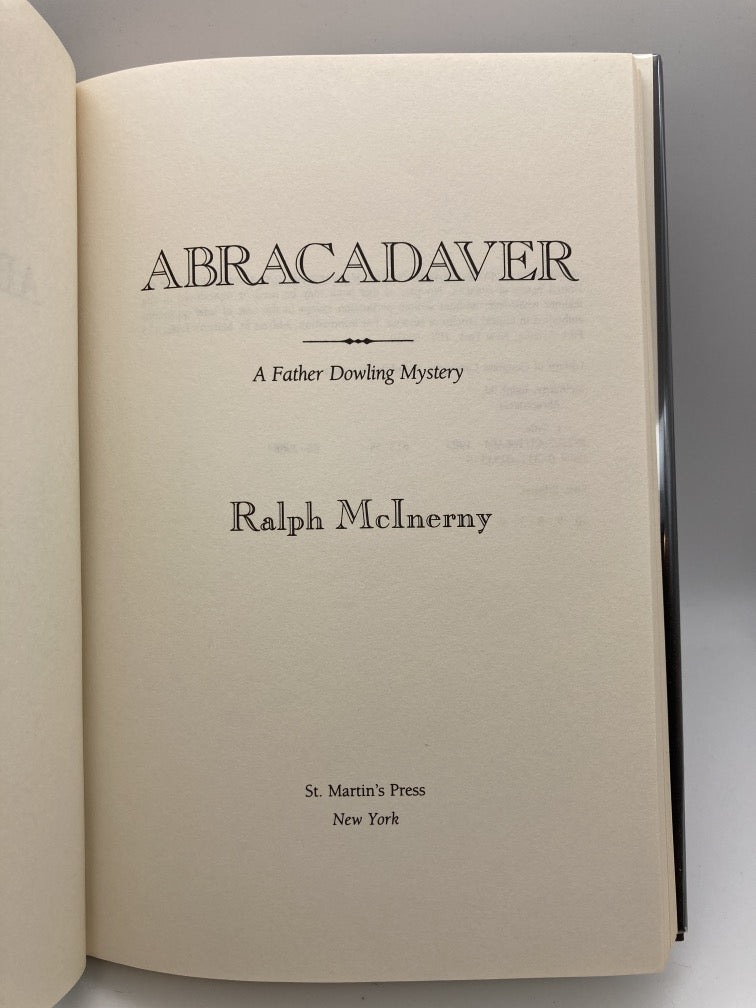 ABRACADAVER
A Father Dowling Mystery
Ralph McInerny
St. Martin's Press
New York